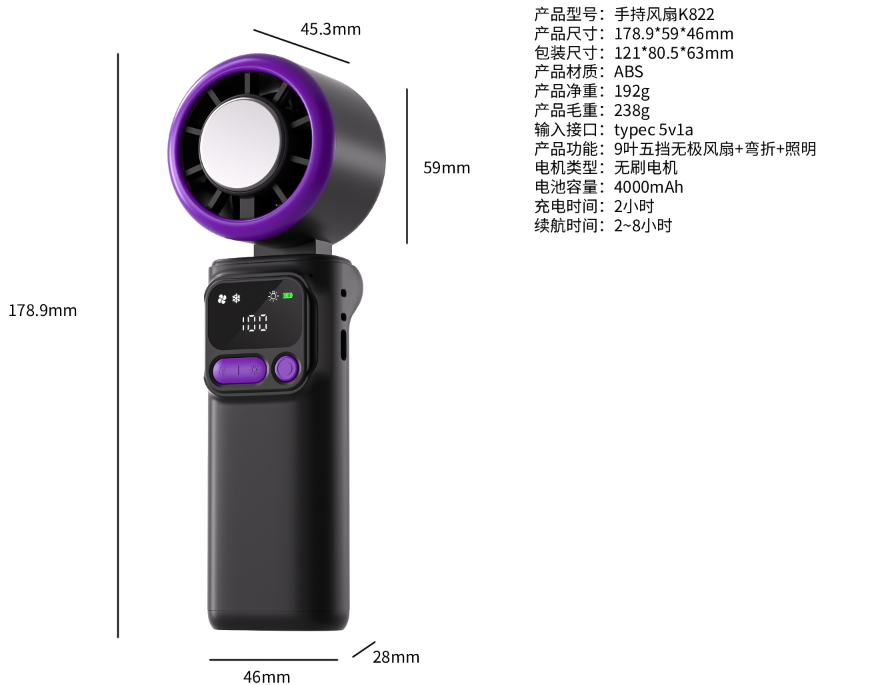 45.3mm
59mm
178.9mm
100
46mm
28mm
产品型号：手持风扇K822
产品尺寸：178.9*59*46mm
包装尺寸：121*80.5*63mm
产品材质：ABS
产品净重：192g
产品毛重：238g
输入接口：typec 5v1a
产品功能：9叶五挡无极风扇+弯折+照明
电机类型：无刷电机
电池容量：4000mAh
充电时间：2小时
续航时间：2~8小时